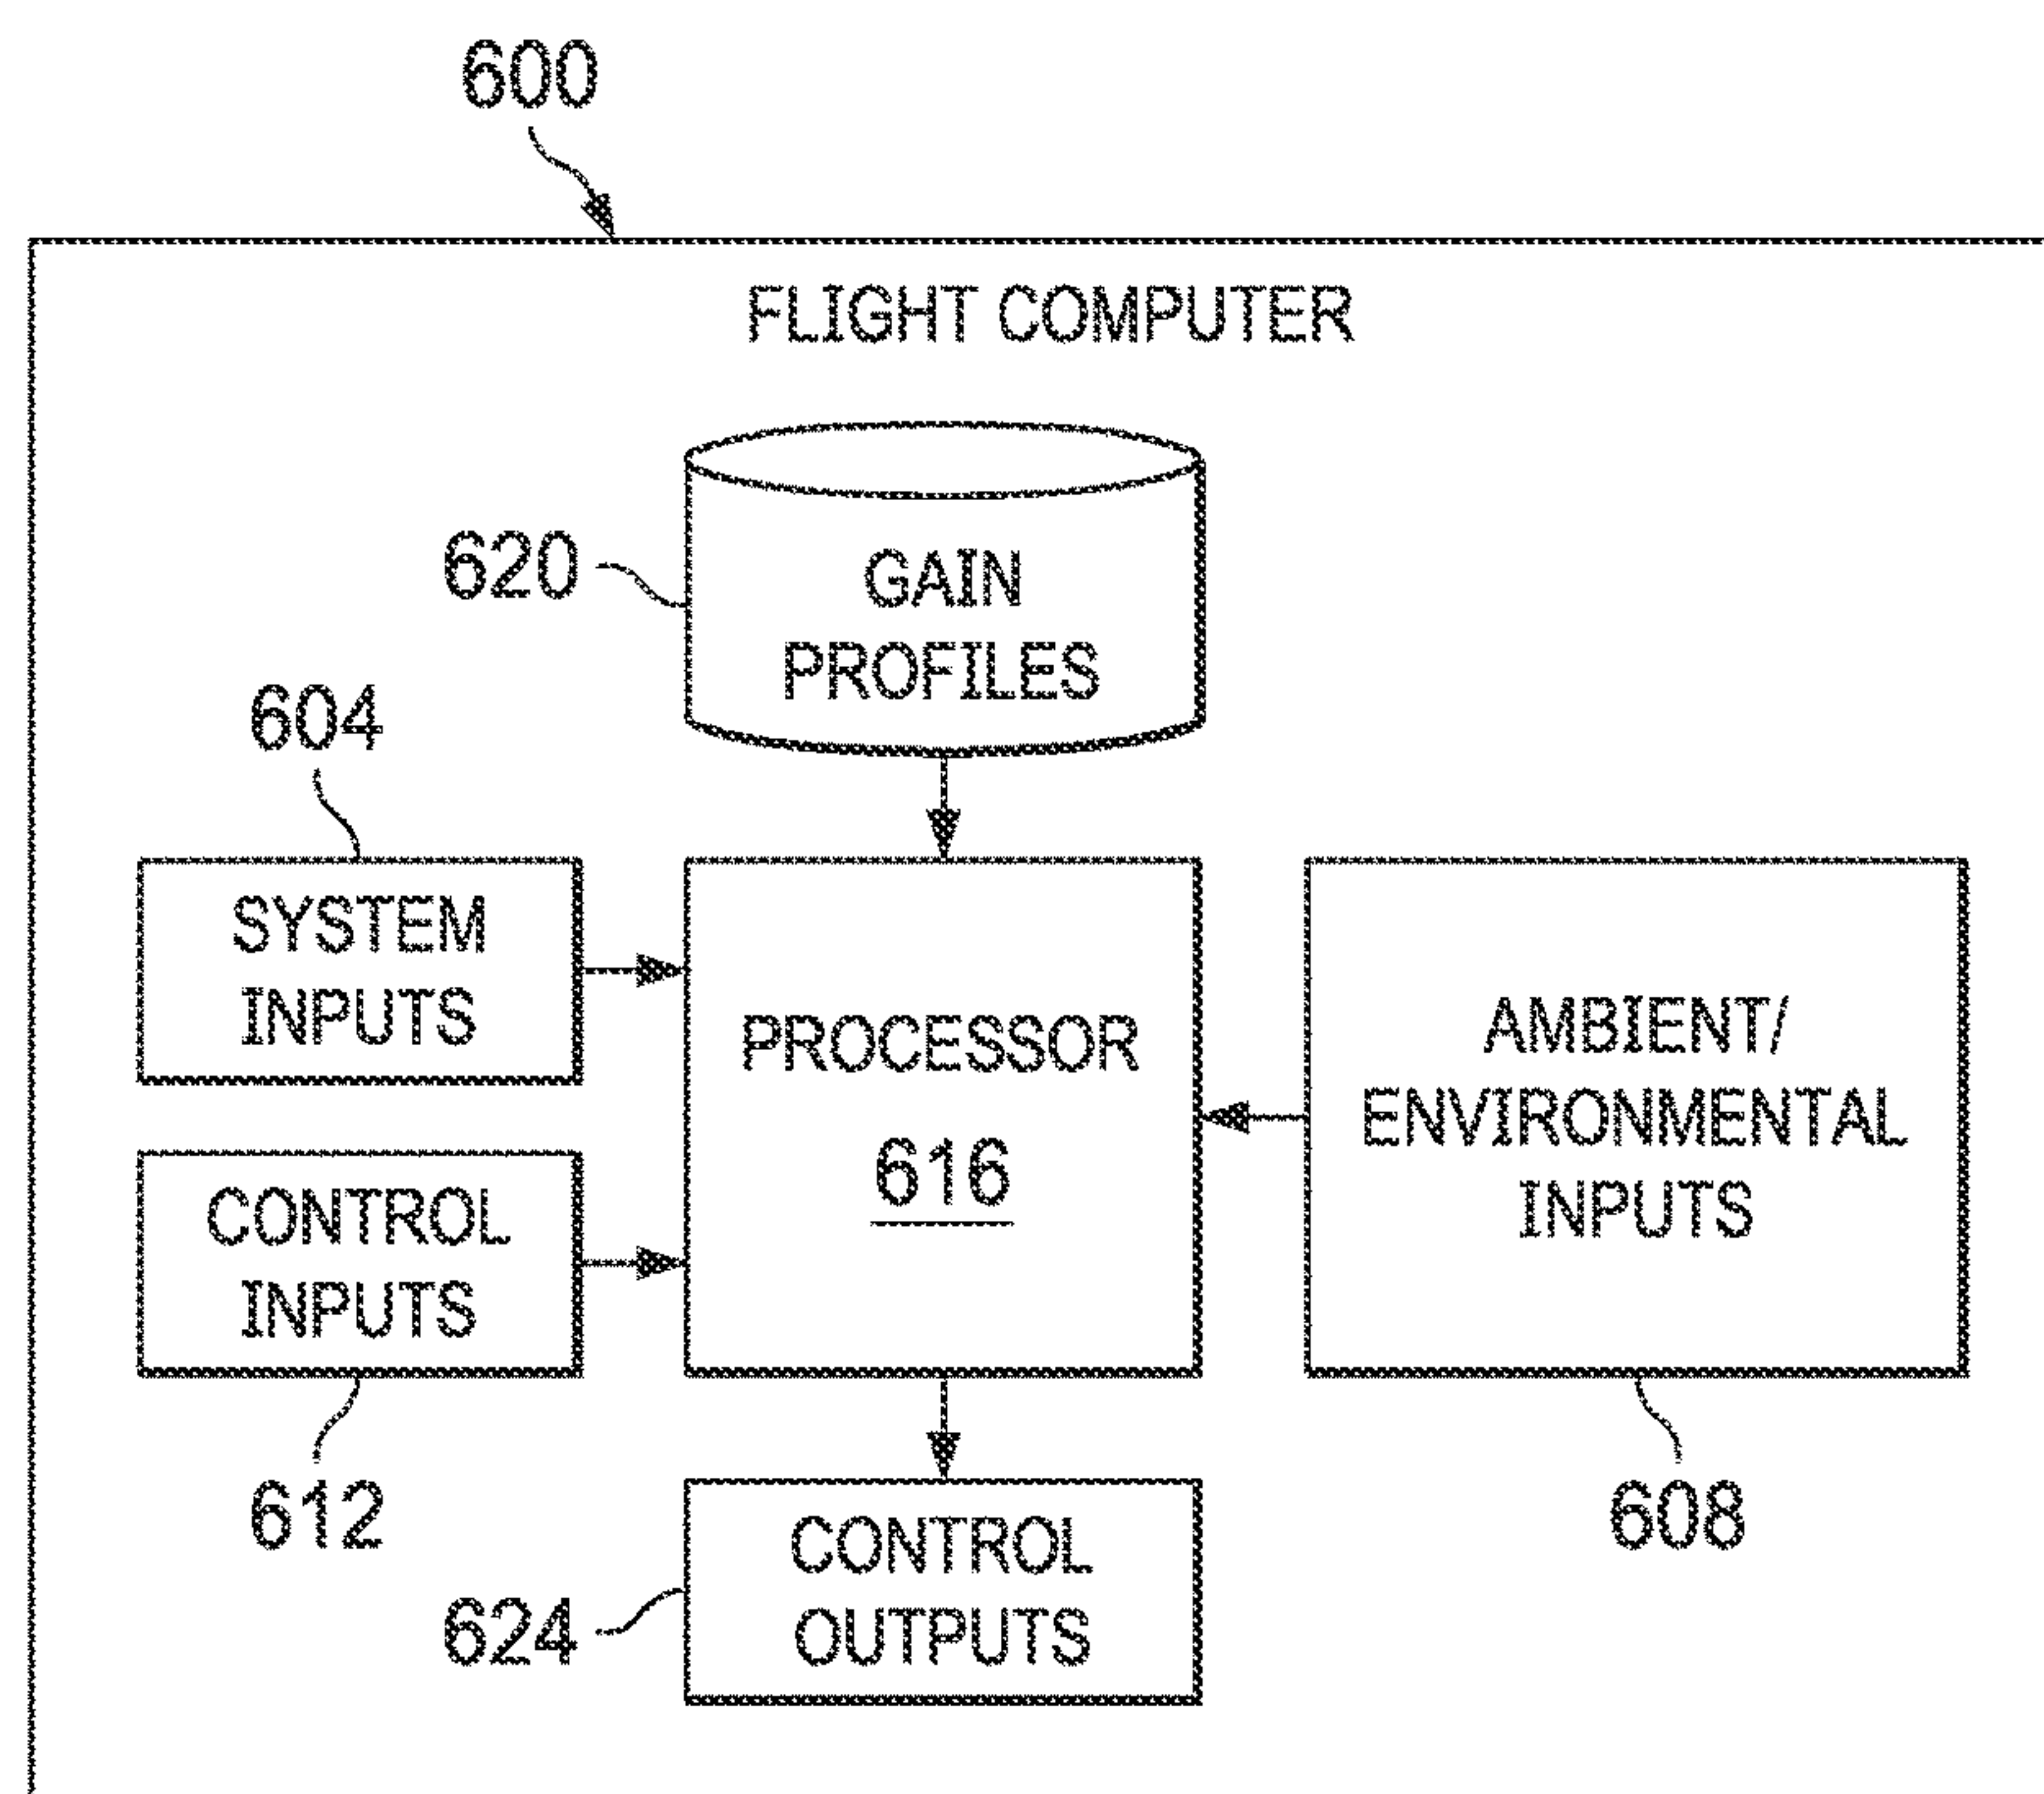 600
FLIGHT COMPUTER
620
GAIN
PROFILES
604
SYSTEM
INPUTS
PROCESSOR
616
AMBIENT/
ENVIRONMENTAL
INPUTS
CONTROL
INPUTS
612
608
CONTROL
OUTPUTS
624